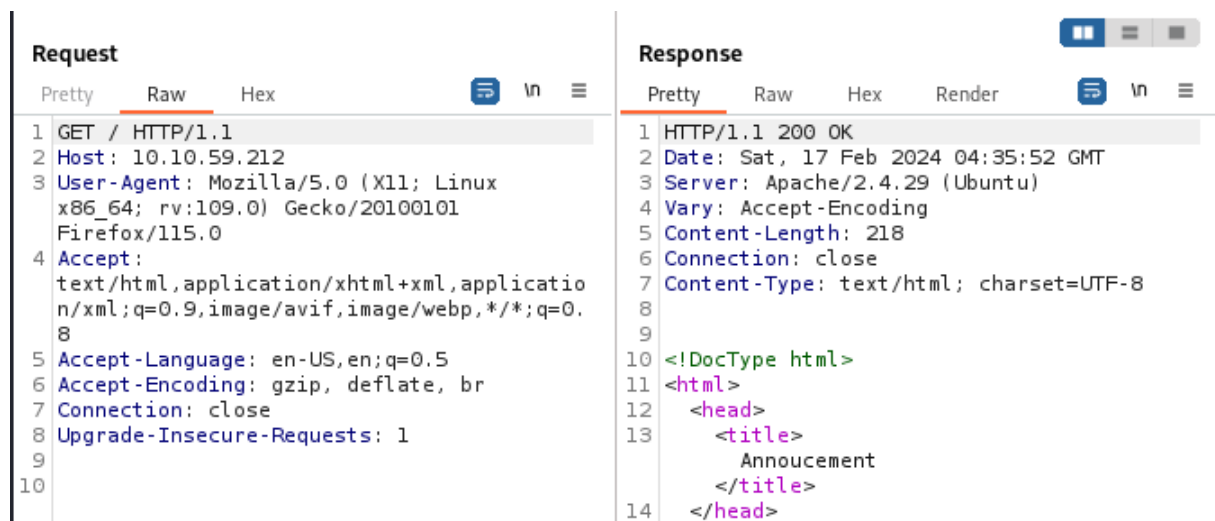 Request
Pretty Raw Hex \n
1 GET / HTTP/1.1
2 Host: 10.10.59.212
3 User-Agent: Mozilla/5.0 (X11; Linux
x86_64; rv:109.0) Gecko/20100101
Firefox/115.0
4 Accept:
text/html,application/xhtml+xml,applicatio
n/xml;q=0.9,image/avif,image/webp,*/*;q=0.
8
5 Accept-Language: en-US,en;q=0.5
6 Accept-Encoding: gzip, deflate, br
7 Connection: close
8 Upgrade-Insecure-Requests: 1
9
10
Response
Pretty Raw Hex Render \n
1 HTTP/1.1 200 OK
2 Date: Sat, 17 Feb 2024 04:35:52 GMT
3 Server: Apache/2.4.29 (Ubuntu)
4 Vary: Accept-Encoding
5 Content-Length: 218
6 Connection: close
7 Content-Type: text/html; charset=UTF-8
8
9
10 <!DocType html>
11 <html>
12 <head>
13 <title>
Annoucement
</title>
14 </head>